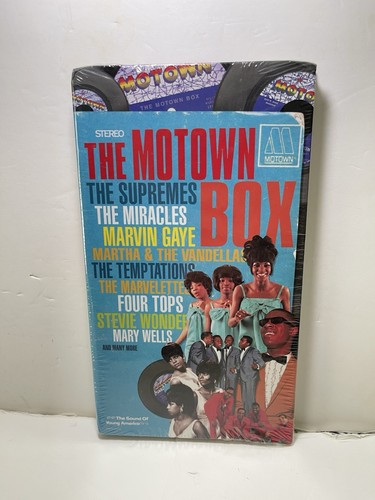 MOTOWN
THE MOTOWN BOX
STEREO
THE MOTOWN
BOX
MOTOWN
THE SUPREMES
THE MIRACLES
MARVIN GAYE
MARTHA & THE VANDELLAS
THE TEMPTATIONS
THE MARVELETTES
FOUR TOPS
STEVIE WONDER
MARY WELLS
AND MANY MORE
The Sound Of
Young America